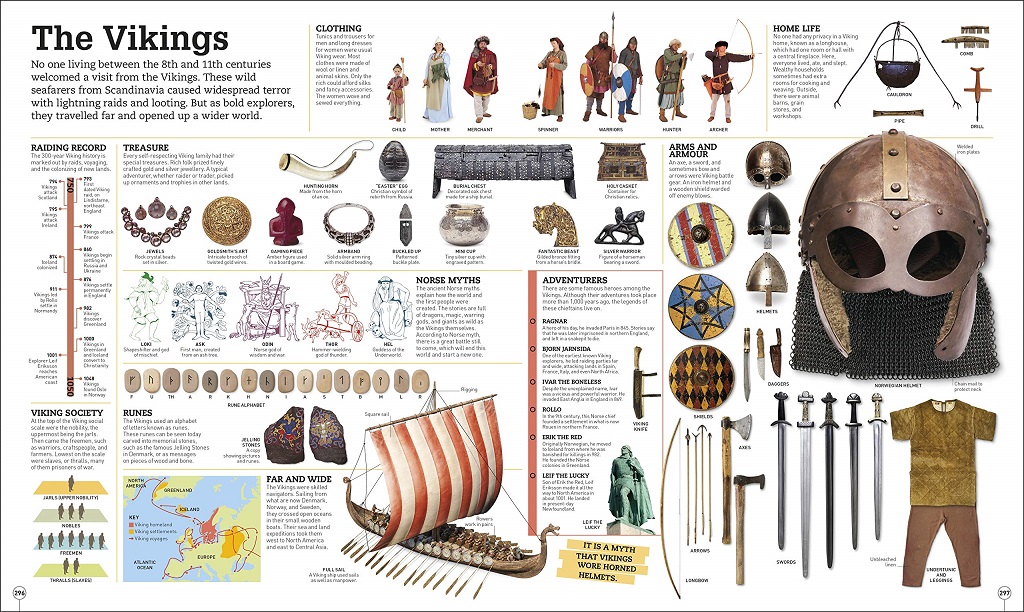 The Vikings
No one living between the 8th and 11th centuries
welcomed a visit from the Vikings. These wild
seafarers from Scandinavia caused widespread terror
with lightning raids and looting. But as bold explorers,
they travelled far and opened up a wider world.
CLOTHING
Tunics and trousers for
men and long dresses
for women were usual
Viking wear. Most
clothes were made of
wool or linen and
animal skins. Only the
rich could afford silks
and fancy accessories.
The women wove and
sewed everything.
CHILD
MOTHER
MERCHANT
SPINNER
WARRIORS
HUNTER
ARCHER
HOME LIFE
No one had any privacy in a Viking
home, known as a longhouse,
which had one room or hall with
a central fireplace. Here,
everyone lived, ate, and slept.
Wealthy households
sometimes had extra
rooms for cooking and
weaving. Outside,
there were animal
barns, grain
stores, and
workshops.
CAULDRON
COMB
PIPE
DRILL
RAIDING RECORD
The 300-year Viking history is
marked out by raids, voyaging,
and the colonizing of new lands.
750
793
First
dated Viking
raid, on
Lindisfarne,
northeast
England
794
Vikings
attack
Scotland
795
Vikings
attack
Ireland
799
Vikings attack
France
860
Vikings begin
settling in
Russia and
Ukraine
874
Iceland
colonized
876
Vikings settle
permanently
in England
911
Vikings led
by Rollo
settle in
Normandy
982
Vikings
discover
Greenland
1000
Vikings in
Greenland
and Iceland
convert to
Christianity
1001
Explorer Leif
Eriksson
reaches
American
coast
1048
Vikings
found Oslo
in Norway
1050
TREASURE
Every self-respecting Viking family had their
special treasures. Rich folk prized finely
crafted gold and silver jewellery. A typical
adventurer, whether raider or trader, picked
up ornaments and trophies in other lands.
HUNTING HORN
Made from the horn
of an ox.
"EASTER" EGG
Christian symbol of
rebirth from Russia.
BURIAL CHEST
Decorated oak chest
made for a ship burial.
HOLY CASKET
Container for
Christian relics.
JEWELS
Rock crystal beads
set in silver.
GOLDSMITH'S ART
Intricate brooch of
twisted gold wires.
GAMING PIECE
Amber figure used
in a board game.
ARMBAND
Solid silver arm ring
with moulded beading.
BUCKLED UP
Patterned
buckle plate.
MINI CUP
Tiny silver cup with
engraved pattern.
FANTASTIC BEAST
Gilded bronze fitting
from a horse's bridle.
SILVER WARRIOR
Figure of a horseman
bearing a sword.
ARMS AND
ARMOUR
An axe, a sword, and
sometimes bow and
arrows were Viking battle
gear. An iron helmet and
a wooden shield warded
off enemy blows.
HELMETS
SHIELDS
DAGGERS
Welded
iron plates
NORWEGIAN HELMET
Chain mail to
protect neck
NORSE MYTHS
The ancient Norse myths
explain how the world and
the first people were
created. The stories are full
of dragons, magic, warring
gods, and giants as wild as
the Vikings themselves.
According to Norse myth,
there is a great battle still
to come, which will end this
world and start a new one.
LOKI
Shapeshifter and god
of mischief.
ASK
First man, created
from an ash tree.
ODIN
Norse god of
wisdom and war.
THOR
Hammer-wielding
god of thunder.
HEL
Goddess of the
Underworld.
F U TH A R K H N I A S T B M L R
RUNE ALPHABET
ADVENTURERS
There are some famous heroes among the
Vikings. Although their adventures took place
more than 1,000 years ago, the legends of
these chieftains live on.
RAGNAR
A hero of his day, he invaded Paris in 845. Stories say
that he was later imprisoned in northern England,
and left in a snakepit to die.
BJORN JARNSIDA
One of the earliest known Viking
explorers, he led raiding parties far
and wide, attacking lands in Spain,
France, Italy, and even North Africa.
IVAR THE BONELESS
Despite the unexplained name, Ivar
was a vicious and powerful warrior. He
invaded East Anglia in England in 869.
ROLLO
In the 9th century, this Norse chief
founded a settlement in what is now
Rouen in northern France.
ERIK THE RED
Originally Norwegian, he moved
to Iceland from where he was
banished for killings in 982.
He founded the Norse
colonies in Greenland.
LEIF THE LUCKY
Son of Erik the Red, Leif
Eriksson made it all the
way to North America in
about 1001. He landed
in present-day
Newfoundland.
LEIF THE
LUCKY
VIKING
KNIFE
VIKING SOCIETY
At the top of the Viking social
scale were the nobility, the
uppermost being the jarls.
Then came the freemen, such
as warriors, craftspeople, and
farmers. Lowest on the scale
were slaves, or thralls, many
of them prisoners of war.
JARLS (UPPER NOBILITY)
NOBLES
FREEMEN
THRALLS (SLAVES)
RUNES
The Vikings used an alphabet
of letters known as runes.
These runes can be seen today
carved into memorial stones,
such as the famous Jelling Stones
in Denmark, or as messages
on pieces of wood and bone.
JELLING
STONES
A copy
showing pictures
and runes.
NORTH
AMERICA
GREENLAND
ICELAND
KEY
Viking homeland
Viking settlements
Viking voyages
EUROPE
ATLANTIC
OCEAN
FAR AND WIDE
The Vikings were skilled
navigators. Sailing from
what are now Denmark,
Norway, and Sweden,
they crossed open oceans
in their small wooden
boats. Their sea and land
expeditions took them
west to North America
and east to Central Asia.
Rigging
Square sail
Rowers
work in pairs
FULL SAIL
A Viking ship used sails
as well as manpower.
IT IS A MYTH
THAT VIKINGS
WORE HORNED
HELMETS.
AXES
ARROWS
LONGBOW
SWORDS
Unbleached
linen
UNDERTUNIC AND
LEGGINGS
296
297